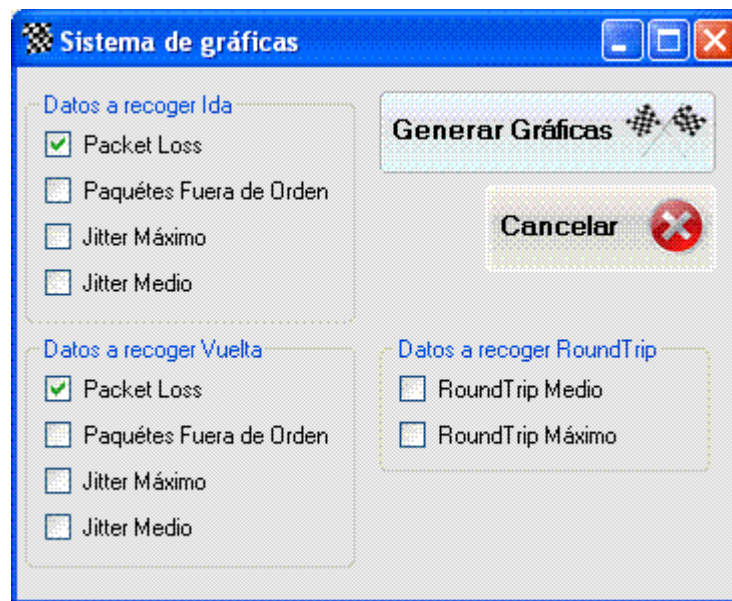 Sistema de gráficas
Datos a recoger Ida
Packet Loss
Paquétes Fuera de Orden
Jitter Máximo
Jitter Medio
Generar Gráficas
Cancelar
Datos a recoger Vuelta
Packet Loss
Paquétes Fuera de Orden
Jitter Máximo
Jitter Medio
Datos a recoger RoundTrip
RoundTrip Medio
RoundTrip Máximo